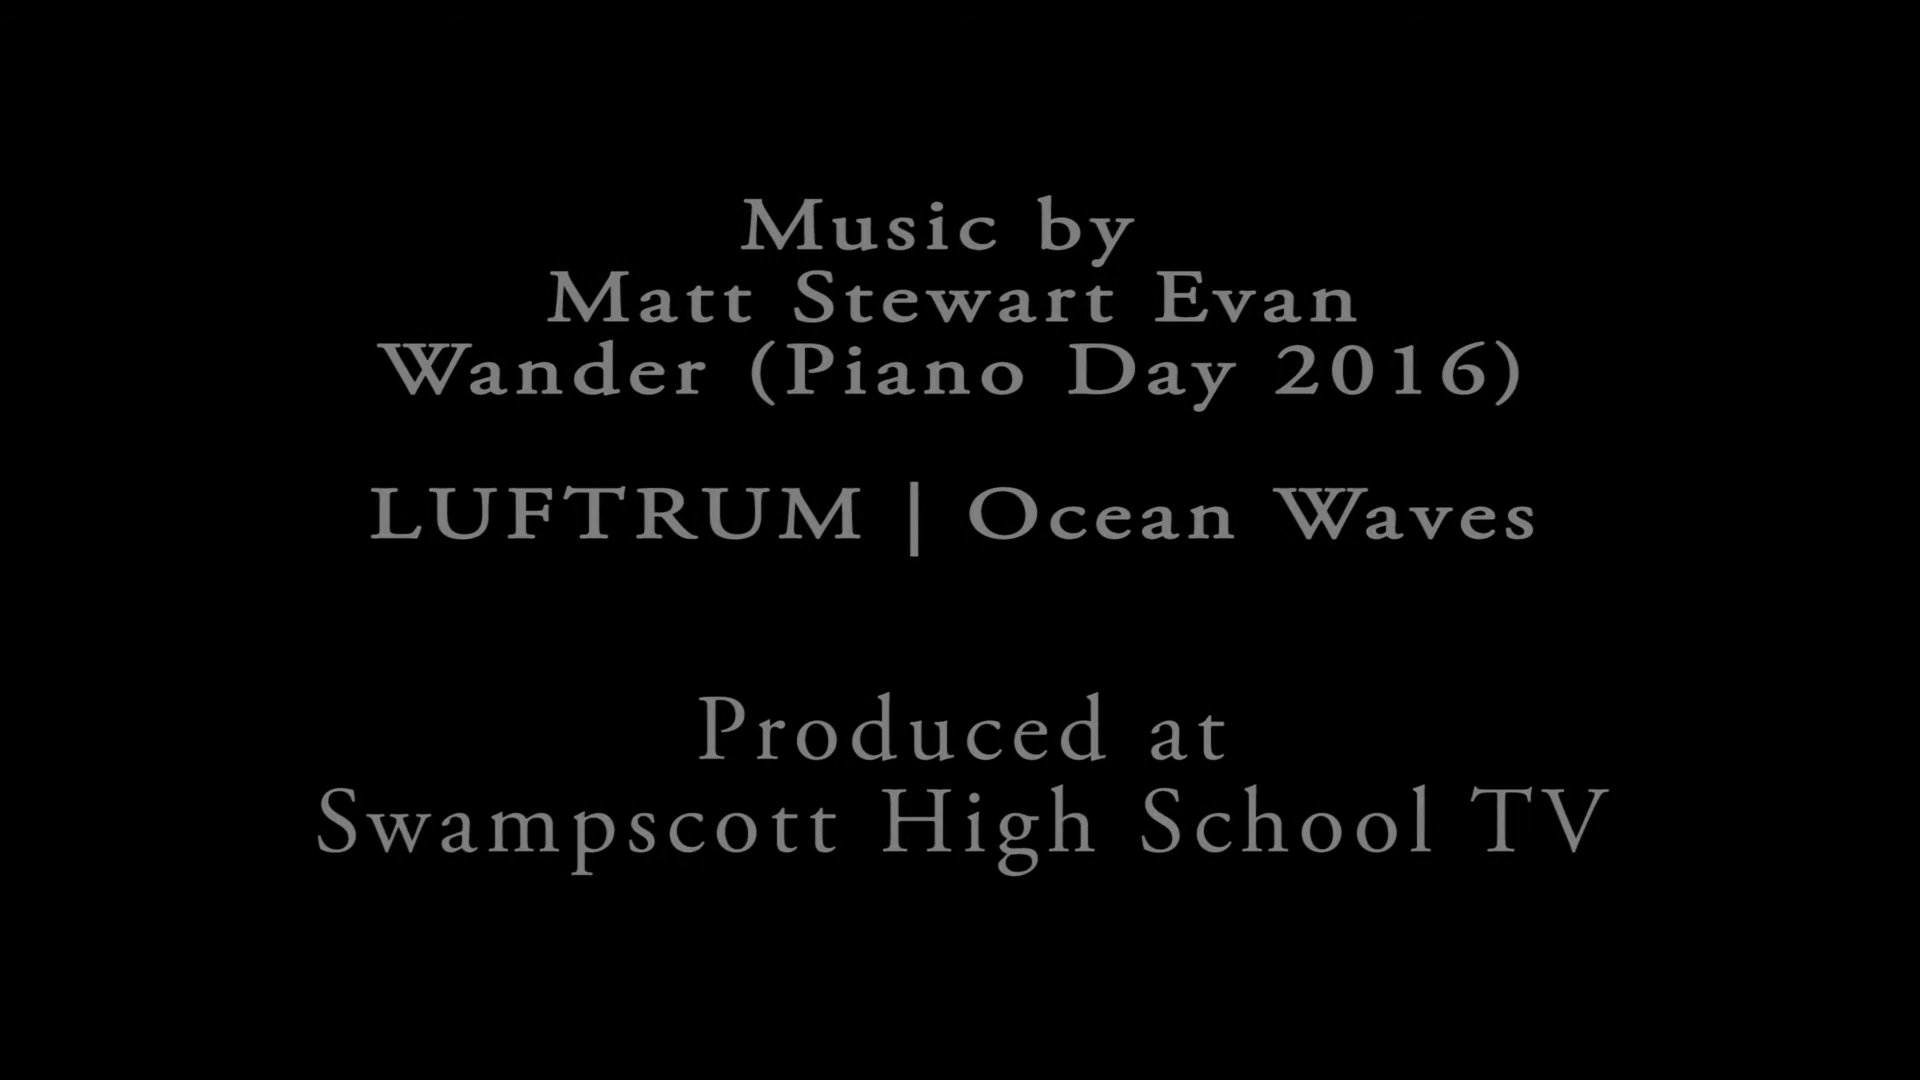 Music by
Matt Stewart Evan
Wander (Piano Day 2016)
LUFTRUM | Ocean Waves
Produced at
Swampscott High School TV